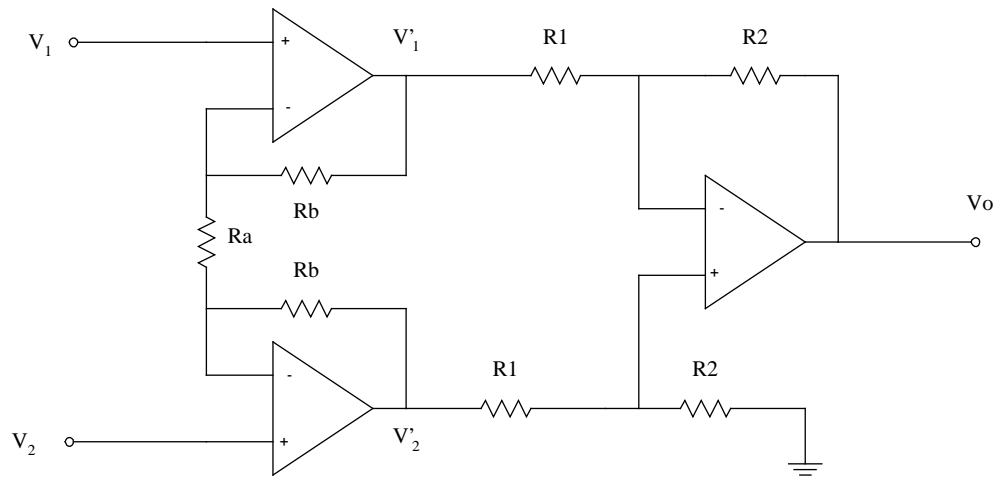 V1
+
-
V'1
R1
R2
Rb
Ra
Rb
-
+
Vo
V2
-
+
V'2
R1
R2